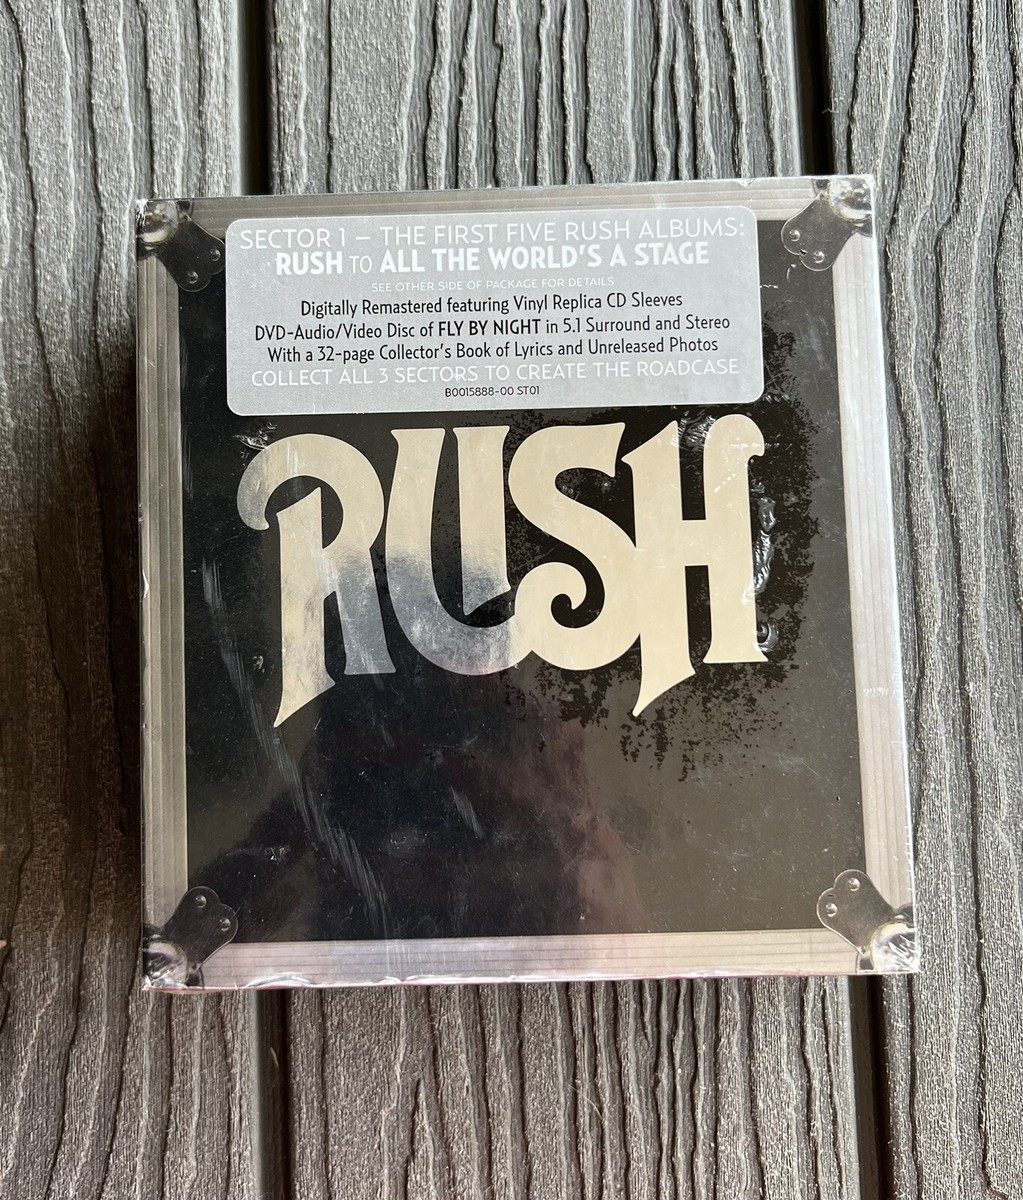 SECTOR 1 – THE FIRST FIVE RUSH ALBUMS:
RUSH TO ALL THE WORLD'S A STAGE
SEE OTHER SIDE OF PACKAGE FOR DETAILS
Digitally Remastered featuring Vinyl Replica CD Sleeves
DVD-Audio/Video Disc of FLY BY NIGHT in 5.1 Surround and Stereo
With a 32-page Collector's Book of Lyrics and Unreleased Photos
COLLECT ALL 3 SECTORS TO CREATE THE ROADCASE
B0015888-00 ST01
RUSH